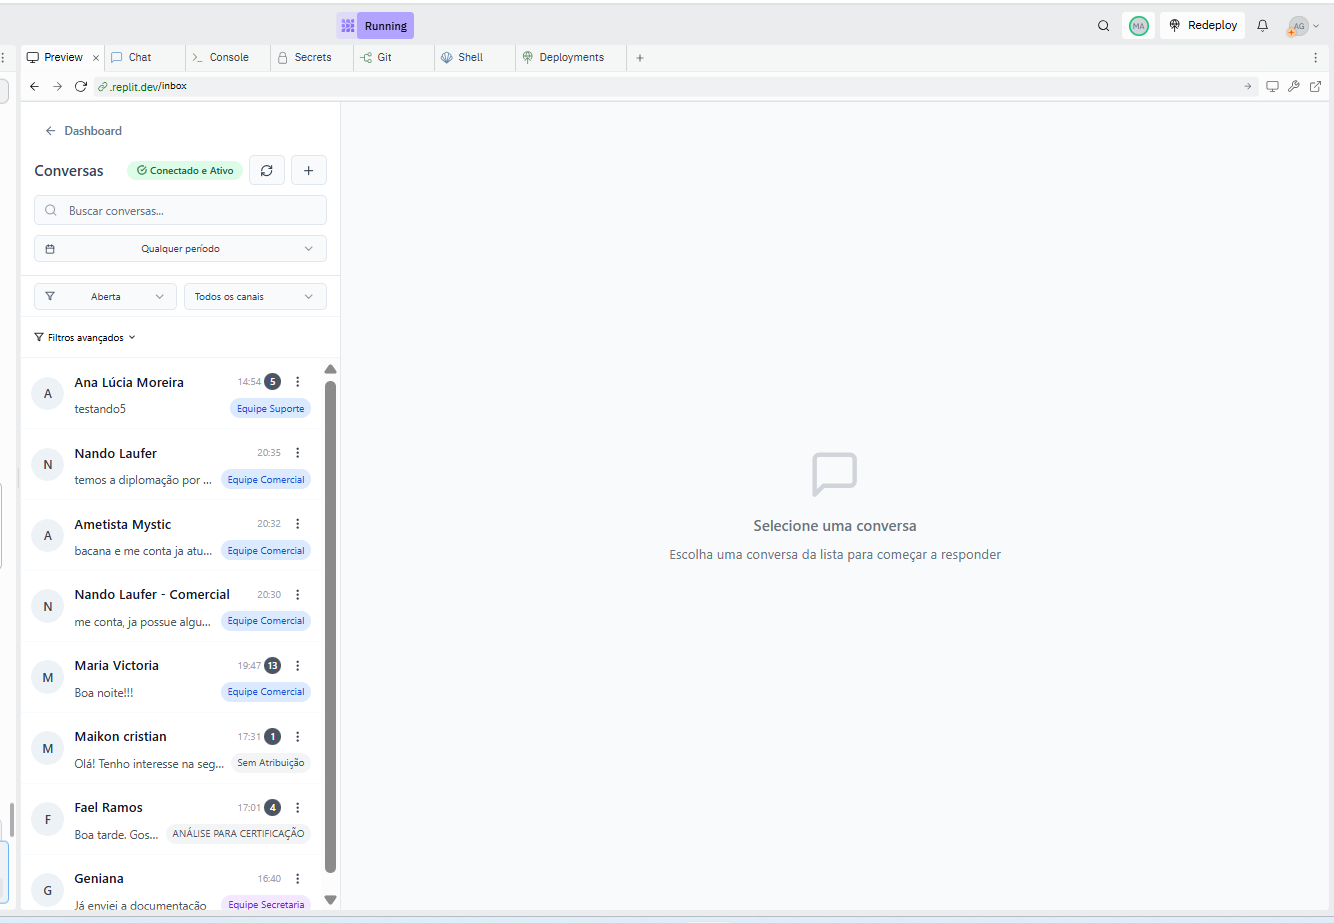 Running
MA
Redeploy
AG
Preview
Chat
Console
Secrets
Git
Shell
Deployments
.replit.dev/inbox
Dashboard
Conversas
Conectado e Ativo
Buscar conversas...
Qualquer período
Aberta
Todos os canais
Filtros avançados
A
Ana Lúcia Moreira
14:54
5
testando5
Equipe Suporte
N
Nando Laufer
20:35
temos a diplomação por ...
Equipe Comercial
A
Ametista Mystic
20:32
bacana e me conta ja atu...
Equipe Comercial
N
Nando Laufer - Comercial
20:30
me conta, ja possue algu...
Equipe Comercial
M
Maria Victoria
19:47
13
Boa noite!!!
Equipe Comercial
M
Maikon cristian
17:31
1
Olá! Tenho interesse na seg...
Sem Atribuição
F
Fael Ramos
17:01
4
Boa tarde. Gos...
ANÁLISE PARA CERTIFICAÇÃO
G
Geniana
16:40
Já enviei a documentação
Equipe Secretaria
Selecione uma conversa
Escolha uma conversa da lista para começar a responder